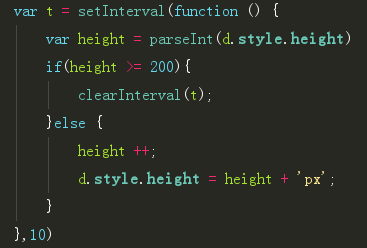 var t = setInterval(function () {
    var height = parseInt(d.style.height)
    if(height >= 200){
        clearInterval(t);
    }else {
        height ++;
        d.style.height = height + 'px';
    }
},10)